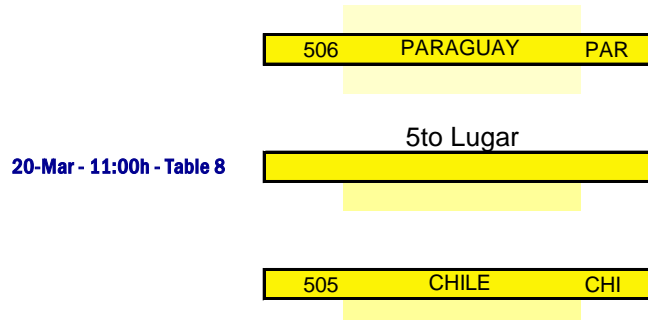 506 PARAGUAY PAR
5to Lugar
20-Mar - 11:00h - Table 8
505 CHILE CHI